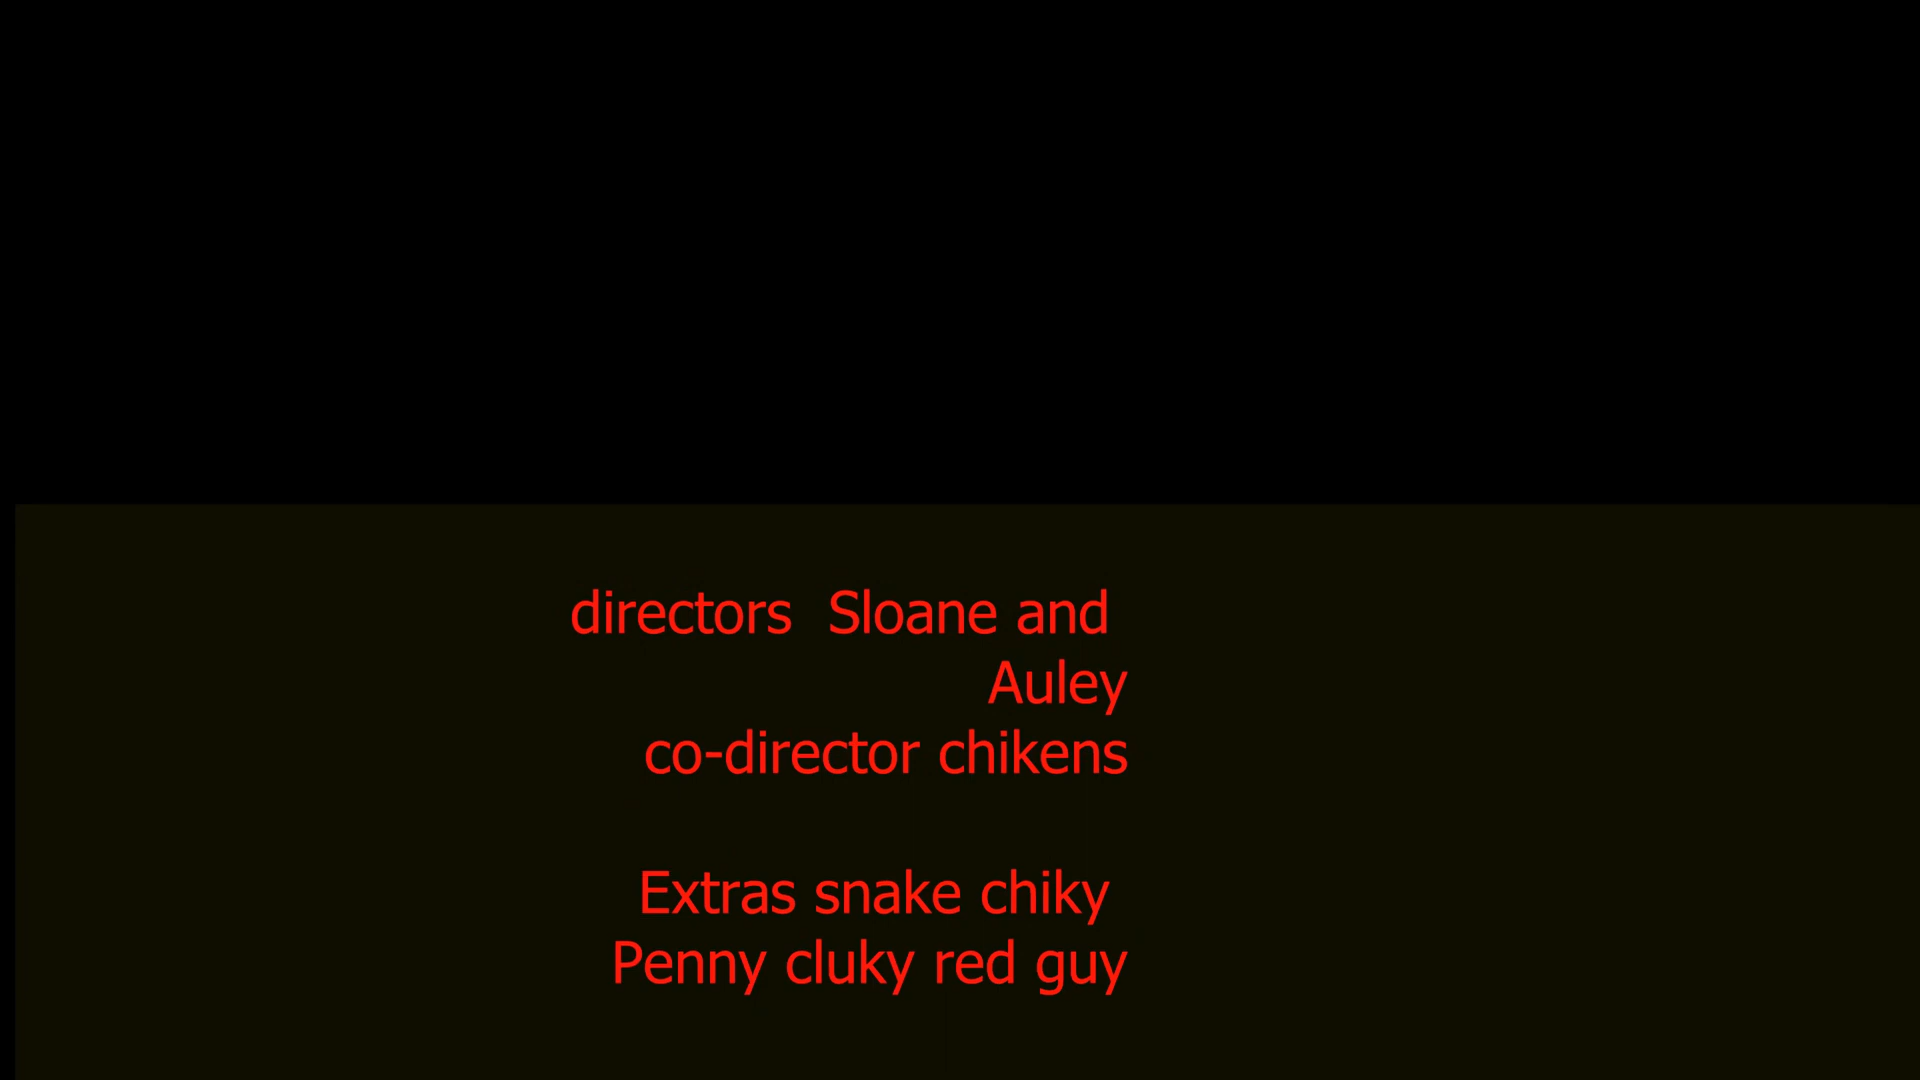 directors  Sloane and
Auley
co-director chikens
Extras snake chiky
Penny cluky red guy